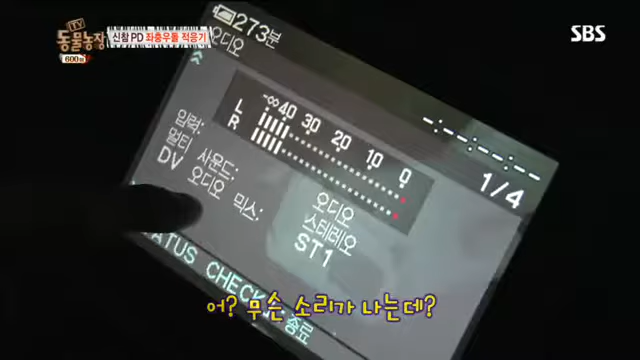 TV
동물농장
600회
신참 PD 좌충우돌 적응기
SBS
273분
오디오
-∞ 40 30 20 10 0
L
R
--:--:--:--
1/4
입력:
멀티 사운드:
DV 오디오 믹스:
오디오
스테레오
ST1
STATUS CHECK
:종료
어? 무슨 소리가 나는데?